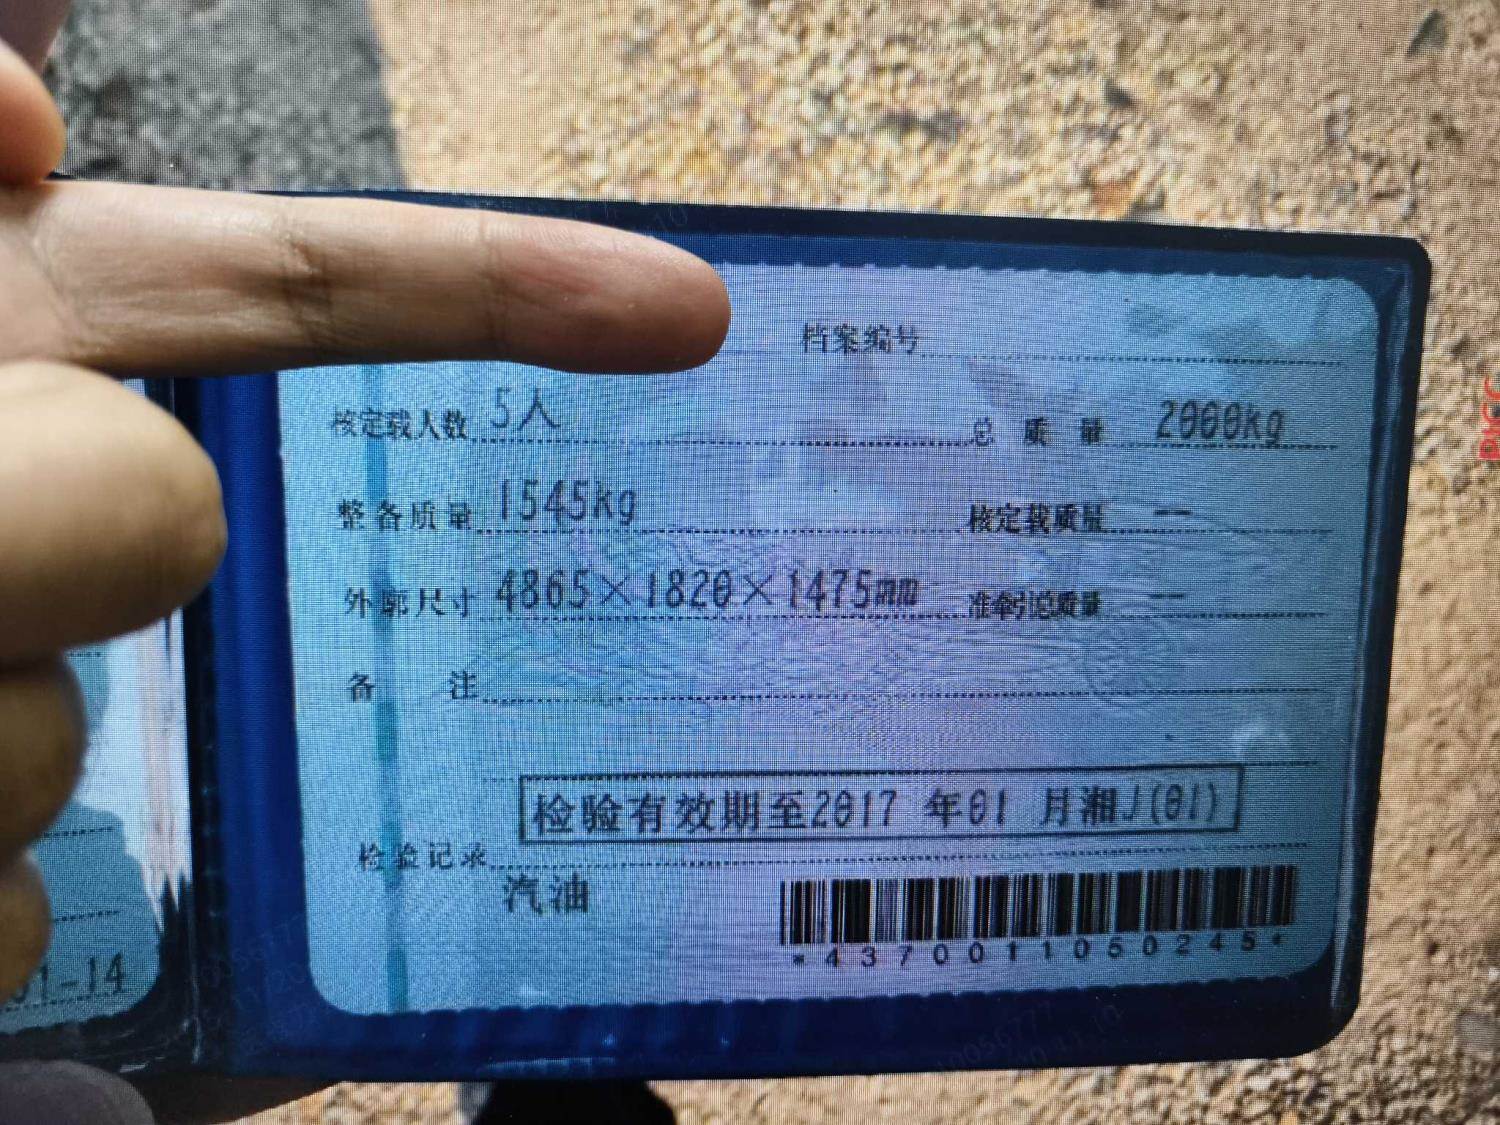 档案编号
核定载人数 5人 总质量 2000kg
整备质量 1545kg 核定载质量 --
外廓尺寸 4865×1820×1475mm 准牵引总质量 --
备注
检验有效期至2017年01月湘J(01)
检验记录
汽油
*4370011050245*
01-14